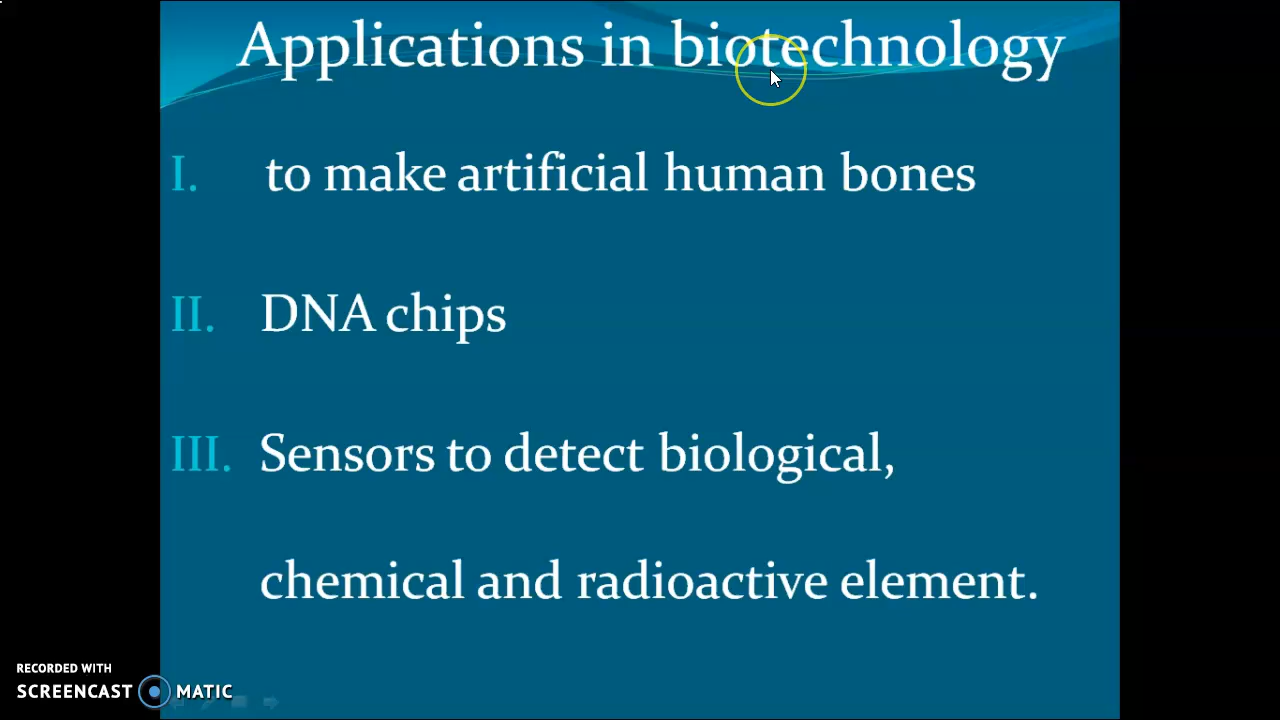 Applications in biotechnology
I. to make artificial human bones
II. DNA chips
III. Sensors to detect biological,
chemical and radioactive element.
RECORDED WITH
SCREENCAST MATIC